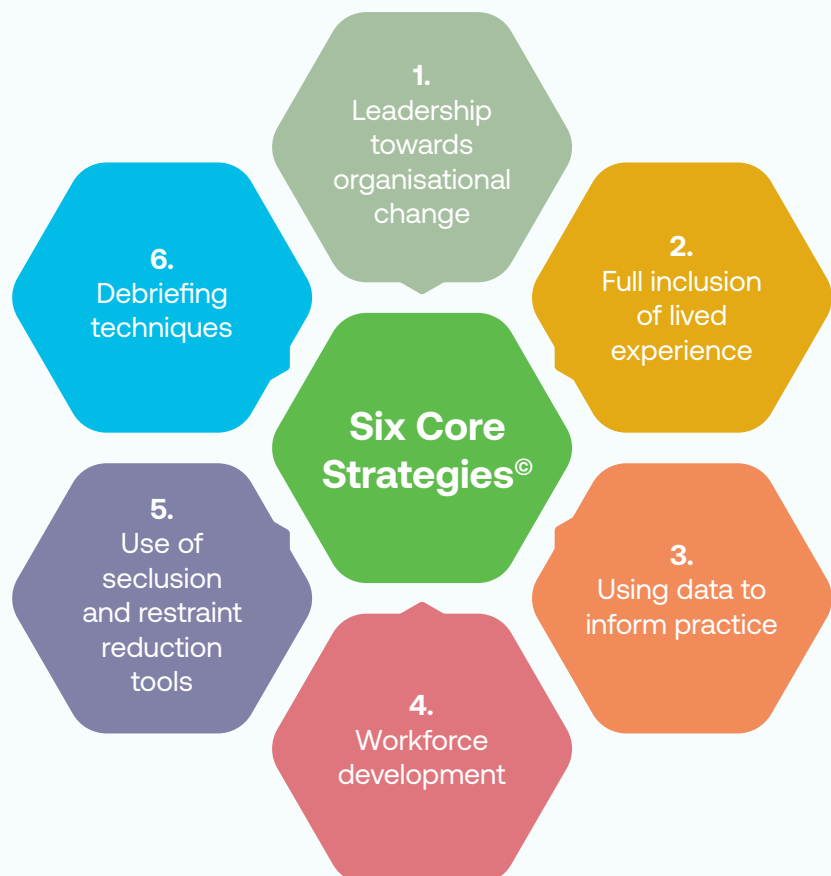 1.
Leadership
towards
organisational
change
2.
Full inclusion
of lived
experience
3.
Using data to
inform practice
4.
Workforce
development
5.
Use of
seclusion
and restraint
reduction
tools
6.
Debriefing
techniques
Six Core
Strategies©